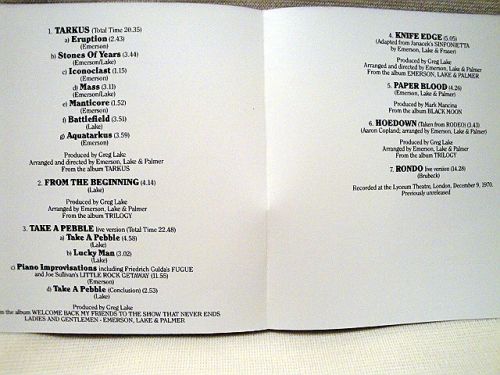 1. TARKUS (Total Time 20.35)
a) Eruption (2.43)
(Emerson)
b) Stones Of Years (3.44)
(Emerson/Lake)
c) Iconoclast (1.15)
(Emerson)
d) Mass (3.11)
(Emerson/Lake)
e) Manticore (1.52)
(Emerson)
f) Battlefield (3.51)
(Lake)
g) Aquatarkus (3.59)
(Emerson)
Produced by Greg Lake
Arranged and directed by Emerson, Lake & Palmer
From the album TARKUS
2. FROM THE BEGINNING (4.14)
(Lake)
Produced by Greg Lake
Arranged by Emerson, Lake & Palmer
From the album TRILOGY
3. TAKE A PEBBLE live version (Total Time 22.48)
a) Take A Pebble (4.58)
(Lake)
b) Lucky Man (3.02)
(Lake)
c) Piano Improvisations including Friedrich Gulda's FUGUE
and Joe Sullivan's LITTLE ROCK GETAWAY (11.55)
(Emerson)
d) Take A Pebble (Conclusion) (2.53)
(Lake)
Produced by Greg Lake
the album WELCOME BACK MY FRIENDS TO THE SHOW THAT NEVER ENDS
LADIES AND GENTLEMEN - EMERSON, LAKE & PALMER
4. KNIFE EDGE (5.05)
(Adapted from Janacek's SINFONIETTA
by Emerson, Lake & Fraser)
Produced by Greg Lake
Arranged and directed by Emerson, Lake & Palmer
From the album EMERSON, LAKE & PALMER
5. PAPER BLOOD (4.26)
(Emerson, Lake & Palmer)
Produced by Mark Mancina
From the album BLACK MOON
6. HOEDOWN (Taken from RODEO) (3.43)
(Aaron Copland; arranged by Emerson, Lake & Palmer)
Produced by Greg Lake
From the album TRILOGY
7. RONDO live version (14.28)
(Brubeck)
Recorded at the Lyceum Theatre, London, December 9, 1970.
Previously unreleased